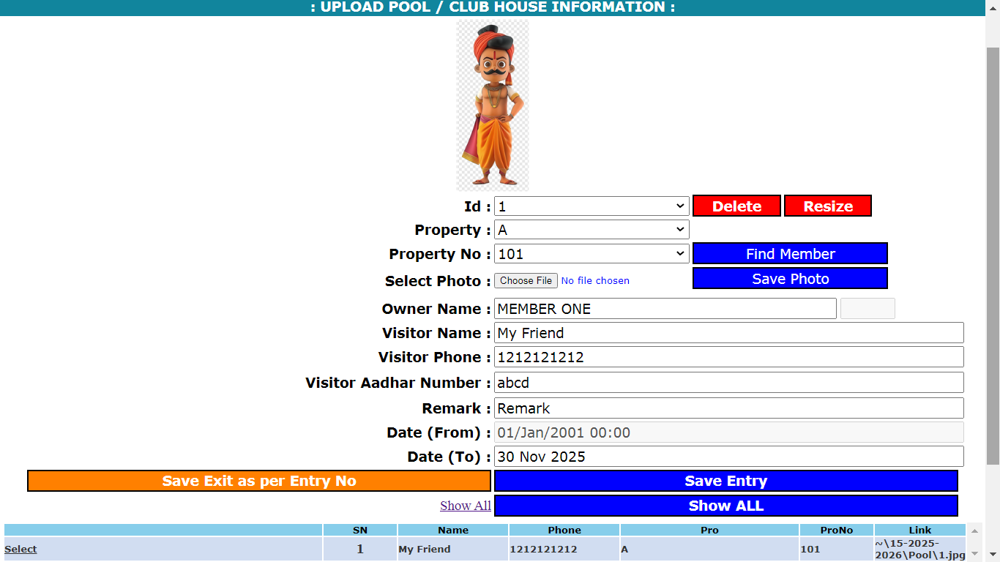 : UPLOAD POOL / CLUB HOUSE INFORMATION :
Id : 1 Delete Resize
Property : A
Property No : 101 Find Member
Select Photo : Choose File No file chosen Save Photo
Owner Name : MEMBER ONE
Visitor Name : My Friend
Visitor Phone : 1212121212
Visitor Aadhar Number : abcd
Remark : Remark
Date (From) : 01/Jan/2001 00:00
Date (To) : 30 Nov 2025
Save Exit as per Entry No Save Entry
Show All Show ALL
SN Name Phone Pro ProNo Link
Select 1 My Friend 1212121212 A 101 ~\15-2025-
2026\Pool\1.jpg